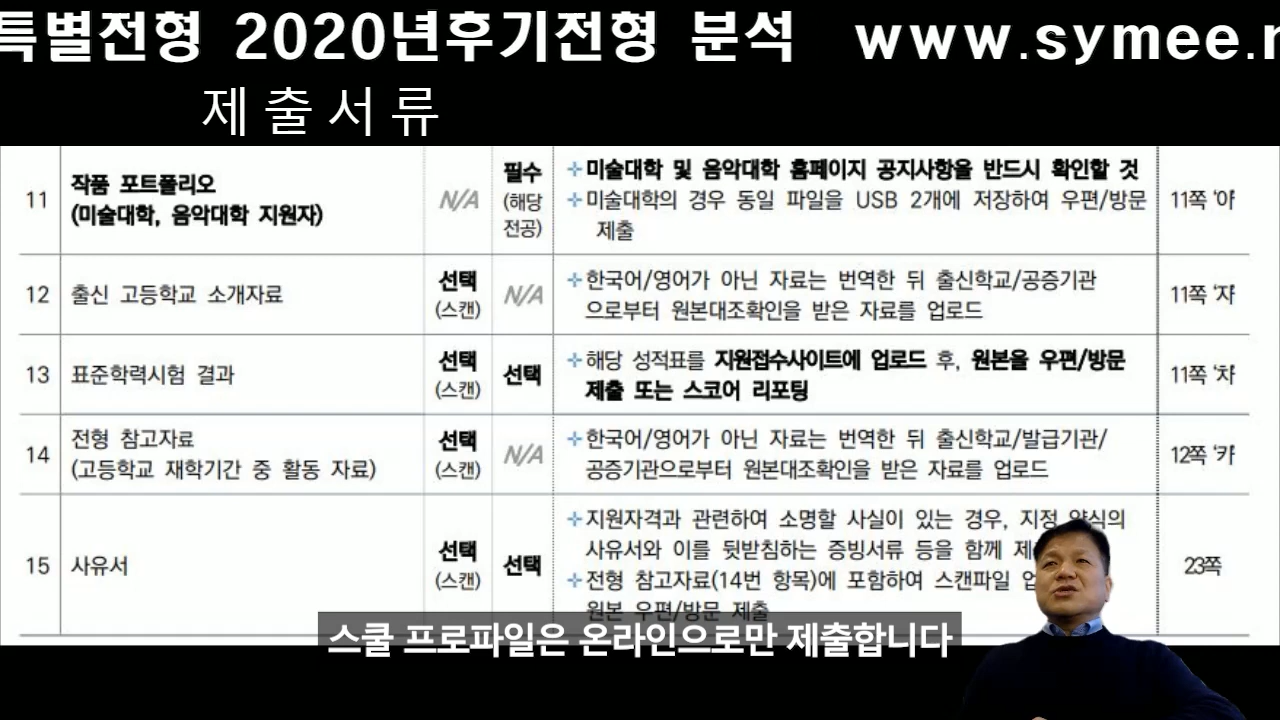 특별전형 2020년후기전형 분석 www.symee.n
제출서류
11 작품 포트폴리오 (미술대학, 음악대학 지원자) N/A 필수 (해당 전공) ✢미술대학 및 음악대학 홈페이지 공지사항을 반드시 확인할 것
✢미술대학의 경우 동일 파일을 USB 2개에 저장하여 우편/방문
제출
11쪽 '아'
12 출신 고등학교 소개자료 선택 (스캔) N/A ✢한국어/영어가 아닌 자료는 번역한 뒤 출신학교/공증기관
으로부터 원본대조확인을 받은 자료를 업로드
11쪽 '자'
13 표준학력시험 결과 선택 (스캔) 선택 ✢해당 성적표를 지원접수사이트에 업로드 후, 원본을 우편/방문
제출 또는 스코어 리포팅
11쪽 '차'
14 전형 참고자료 (고등학교 재학기간 중 활동 자료) 선택 (스캔) N/A ✢한국어/영어가 아닌 자료는 번역한 뒤 출신학교/발급기관/
공증기관으로부터 원본대조확인을 받은 자료를 업로드
12쪽 '카'
15 사유서 선택 (스캔) 선택 ✢지원자격과 관련하여 소명할 사실이 있는 경우, 지정 양식의
사유서와 이를 뒷받침하는 증빙서류 등을 함께
✢전형 참고자료(14번 항목)에 포함하여 스캔파일
원본 우편/방문 제출
23쪽
스쿨 프로파일은 온라인으로만 제출합니다